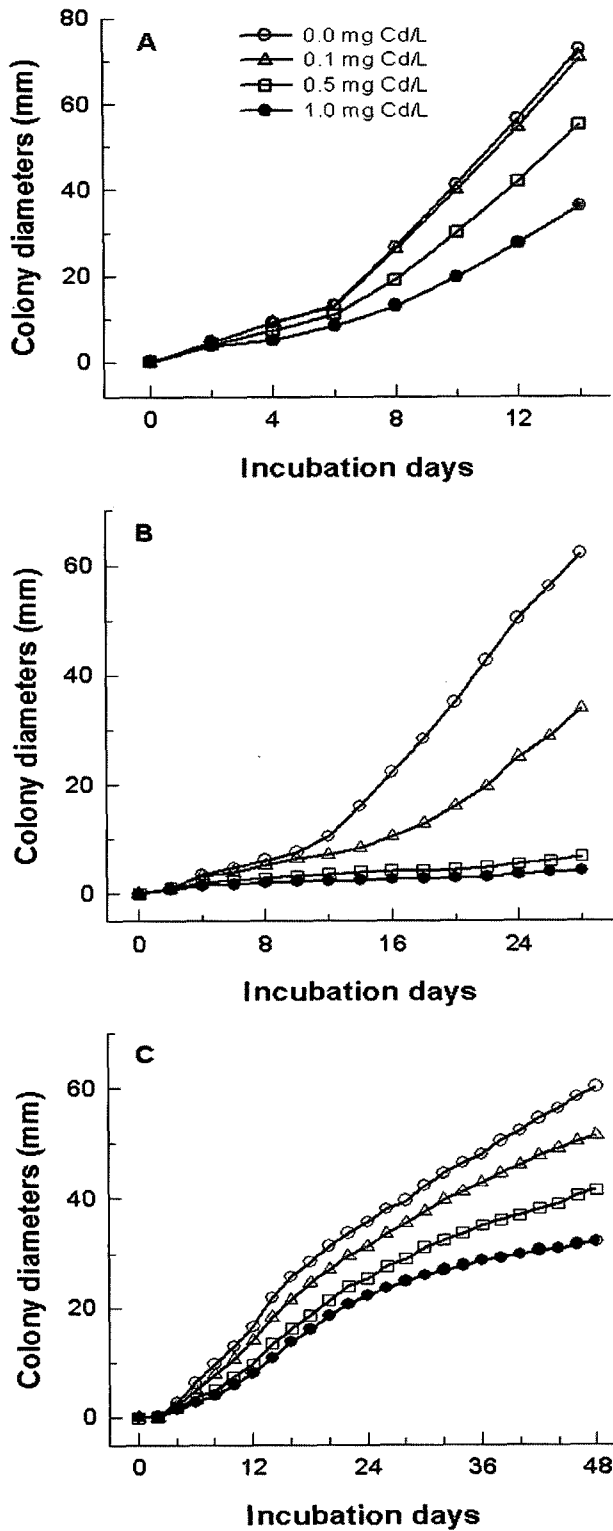 A
0.0 mg Cd/L
0.1 mg Cd/L
0.5 mg Cd/L
1.0 mg Cd/L
80
60
40
20
0
Colony diameters (mm)
0
4
8
12
Incubation days
B
60
40
20
0
Colony diameters (mm)
0
8
16
24
Incubation days
C
60
40
20
0
Colony diameters (mm)
0
12
24
36
48
Incubation days